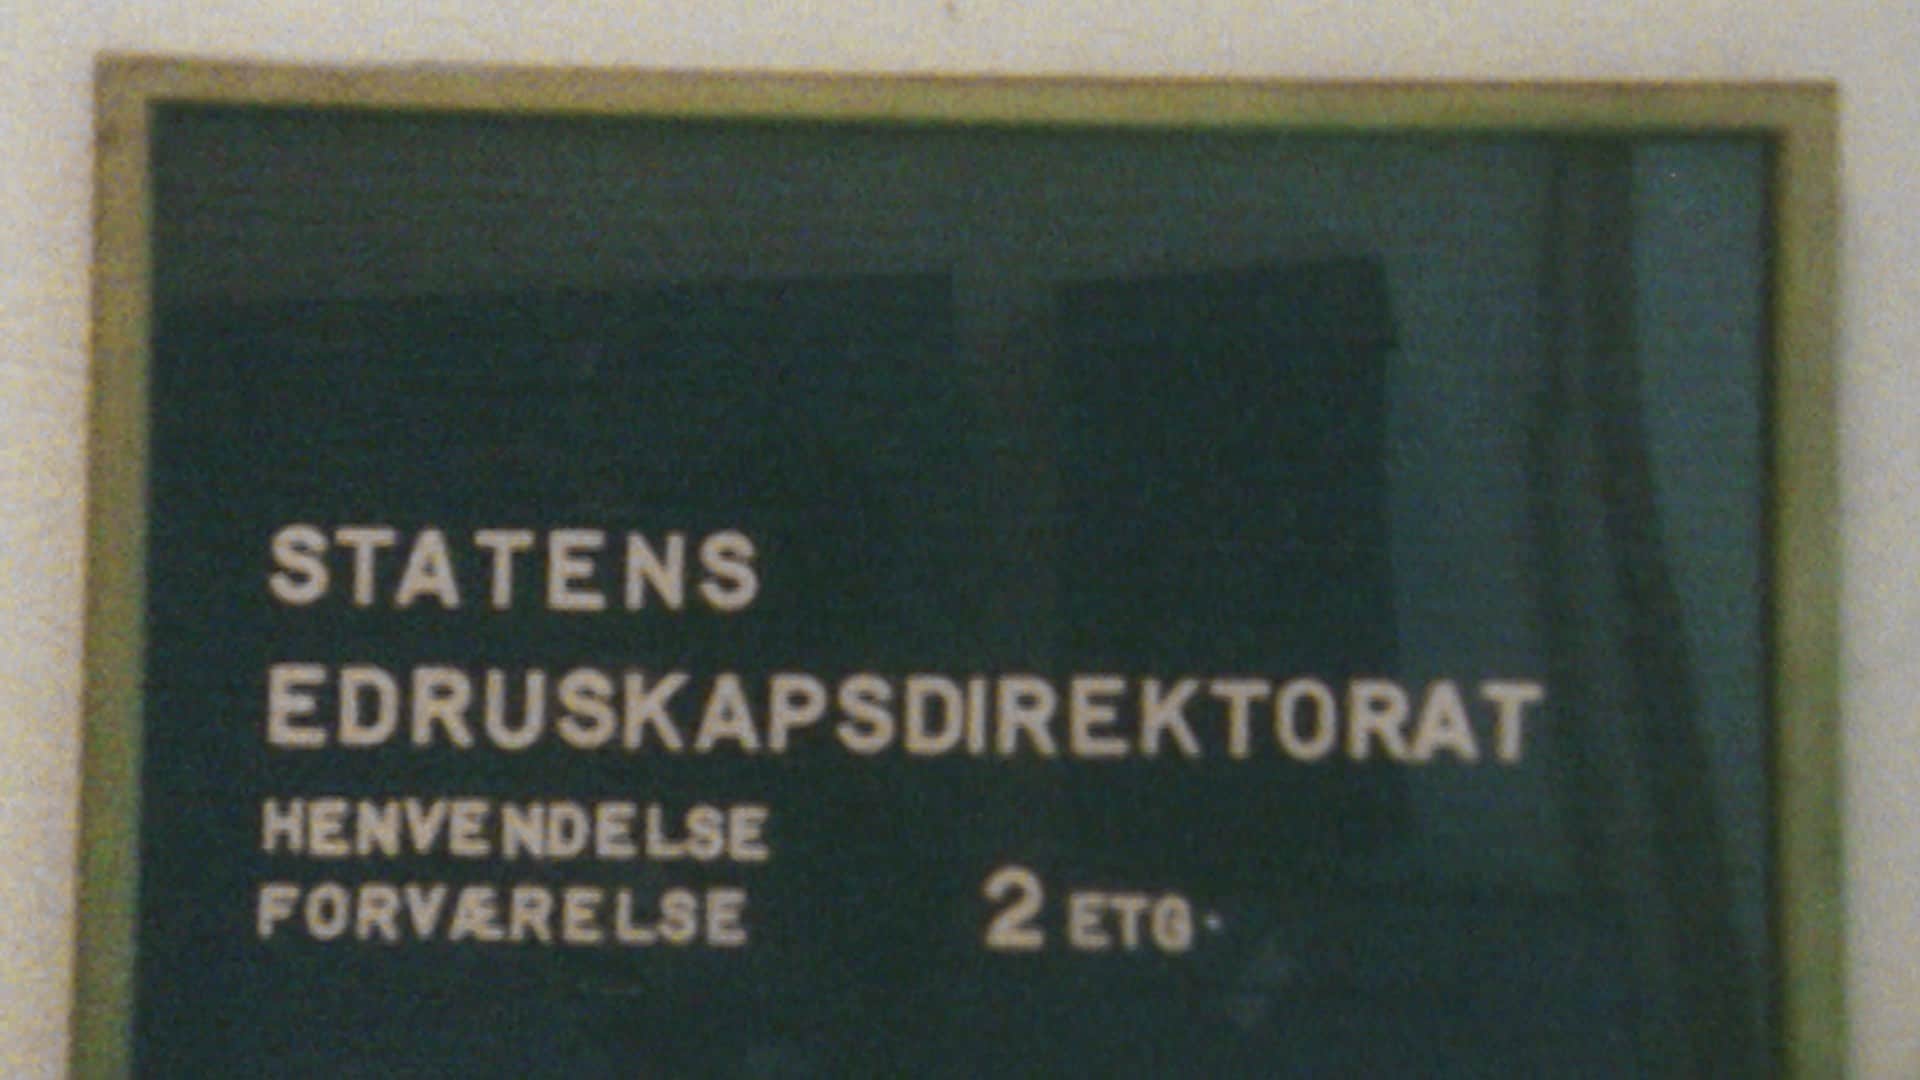 STATENS
EDRUSKAPSDIREKTORAT
HENVENDELSE
FORVÆRELSE 2 ETG.